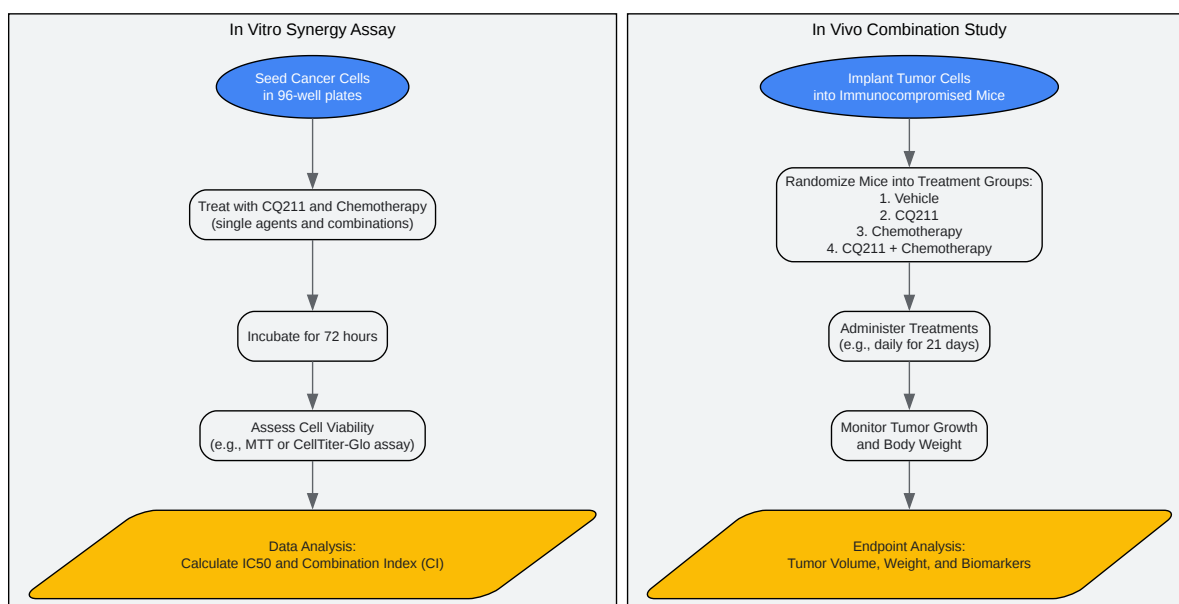 In Vitro Synergy Assay
Seed Cancer Cells
in 96-well plates
Treat with CQ211 and Chemotherapy
(single agents and combinations)
Incubate for 72 hours
Assess Cell Viability
(e.g., MTT or CellTiter-Glo assay)
Data Analysis:
Calculate IC50 and Combination Index (CI)
In Vivo Combination Study
Implant Tumor Cells
into Immunocompromised Mice
Randomize Mice into Treatment Groups:
1. Vehicle
2. CQ211
3. Chemotherapy
4. CQ211 + Chemotherapy
Administer Treatments
(e.g., daily for 21 days)
Monitor Tumor Growth
and Body Weight
Endpoint Analysis:
Tumor Volume, Weight, and Biomarkers